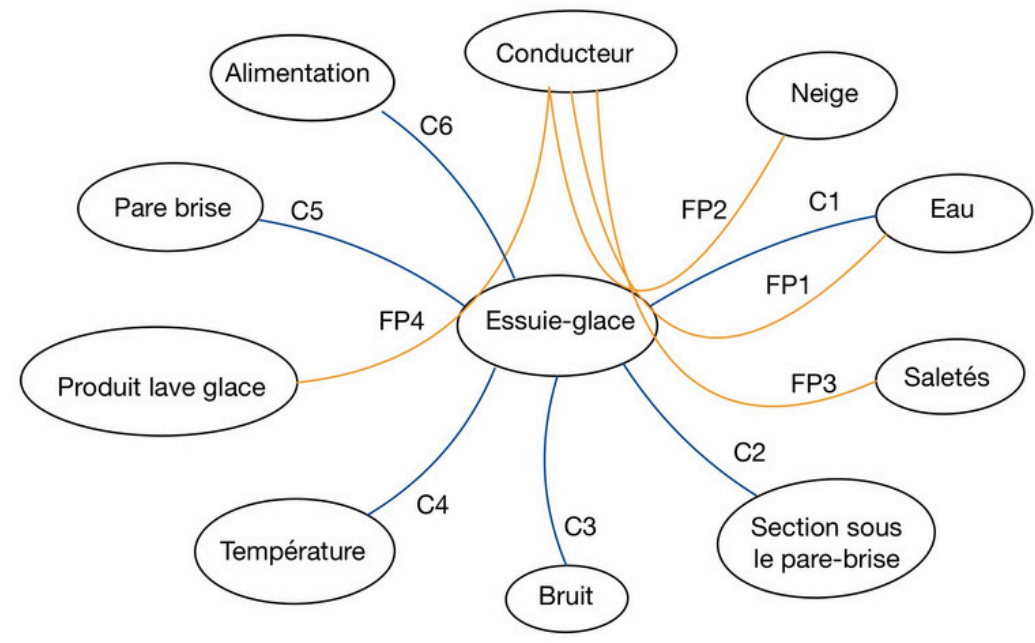 Conducteur
Alimentation
Neige
C6
Pare brise
C5
FP2
C1
Eau
FP1
FP4
Essuie-glace
Produit lave glace
FP3
Saletés
C2
C4
C3
Section sous
le pare-brise
Température
Bruit